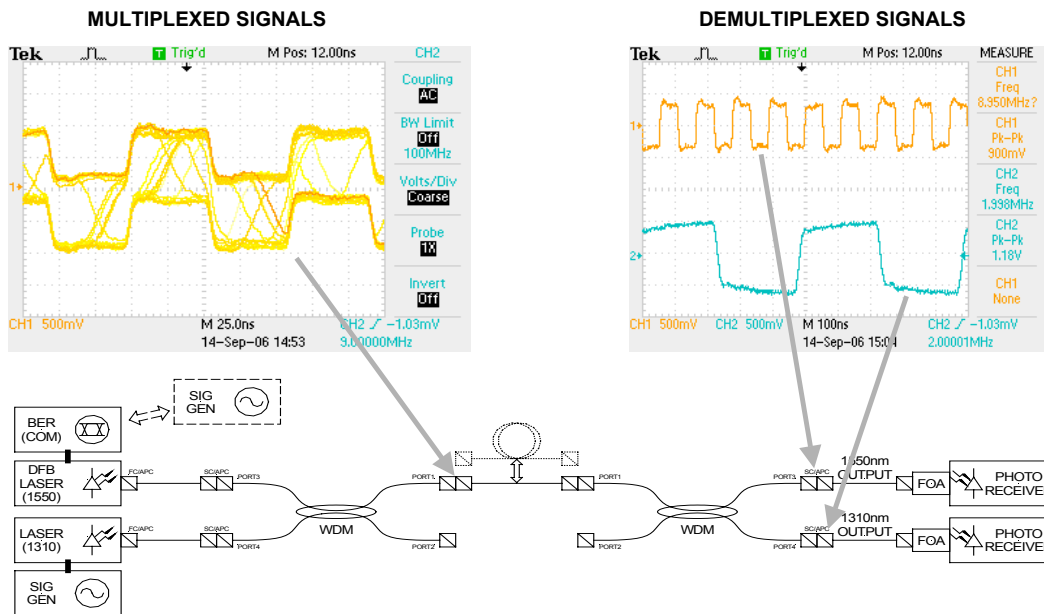 MULTIPLEXED SIGNALS
DEMULTIPLEXED SIGNALS
Tek
T Trig'd
M Pos: 12.00ns
CH2
Coupling
AC
BW Limit
Off
100MHz
Volts/Div
Coarse
Probe
1X
Invert
Off
1
CH1 500mV
M 25.0ns
CH2 ∕ -1.03mV
14-Sep-06 14:53
9.00000MHz
Tek
T Trig'd
M Pos: 12.00ns
MEASURE
CH1
Freq
8.950MHz?
CH1
Pk-Pk
900mV
CH2
Freq
1.998MHz
CH2
Pk-Pk
1.18V
CH1
None
1
2
CH1 500mV
CH2 500mV
M 100ns
CH2 ∕ -1.03mV
14-Sep-06 15:04
2.00001MHz
SIG
GEN
BER
(COM)
DFB
LASER
(1550)
FC/APC
SC/APC
PORT3
PORT1
PORT1
PORT3
SC/APC
1550nm
OUTPUT
FOA
PHOTO
RECEIVER
WDM
WDM
LASER
(1310)
FC/APC
SC/APC
PORT4
PORT2
PORT2
PORT4
SC/APC
1310nm
OUTPUT
FOA
PHOTO
RECEIVER
SIG
GEN